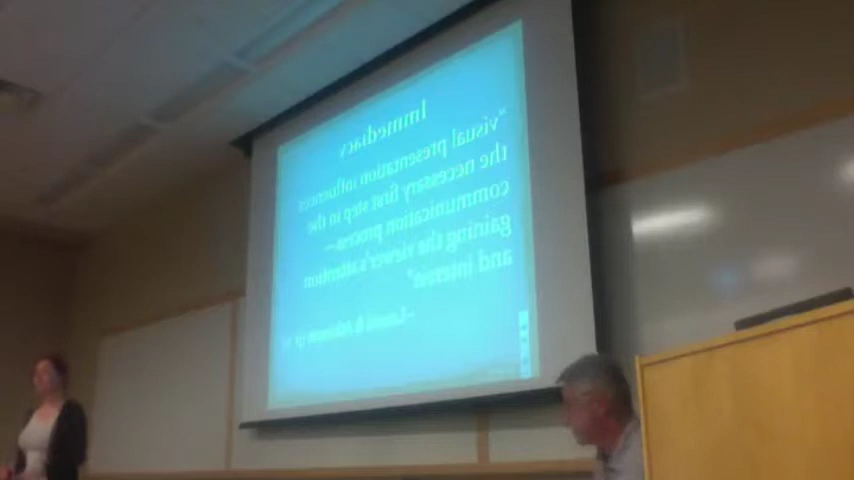 Immediacy
"visual presentation influences
the necessary first step in the
communication process—
gaining the viewer's attention
and interest"